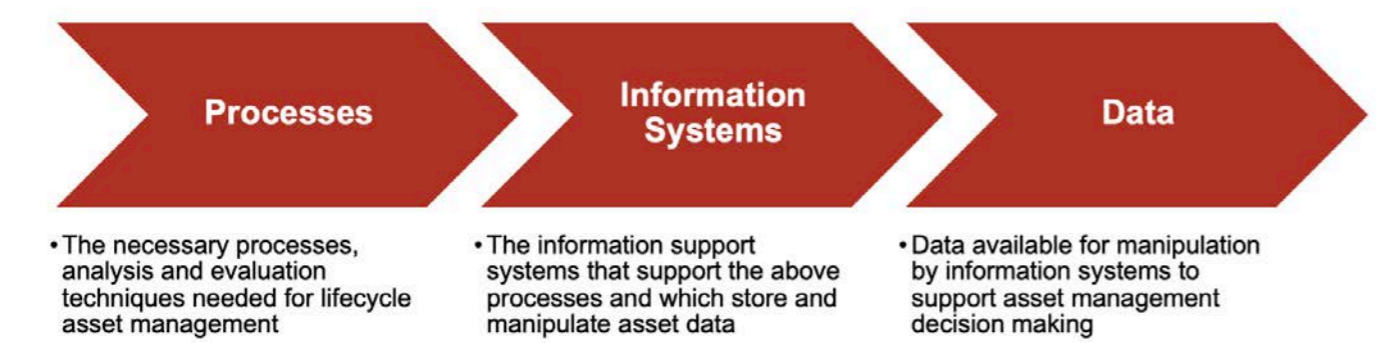 Processes
Information
Systems
Data
• The necessary processes,
analysis and evaluation
techniques needed for lifecycle
asset management
• The information support
systems that support the above
processes and which store and
manipulate asset data
• Data available for manipulation
by information systems to
support asset management
decision making